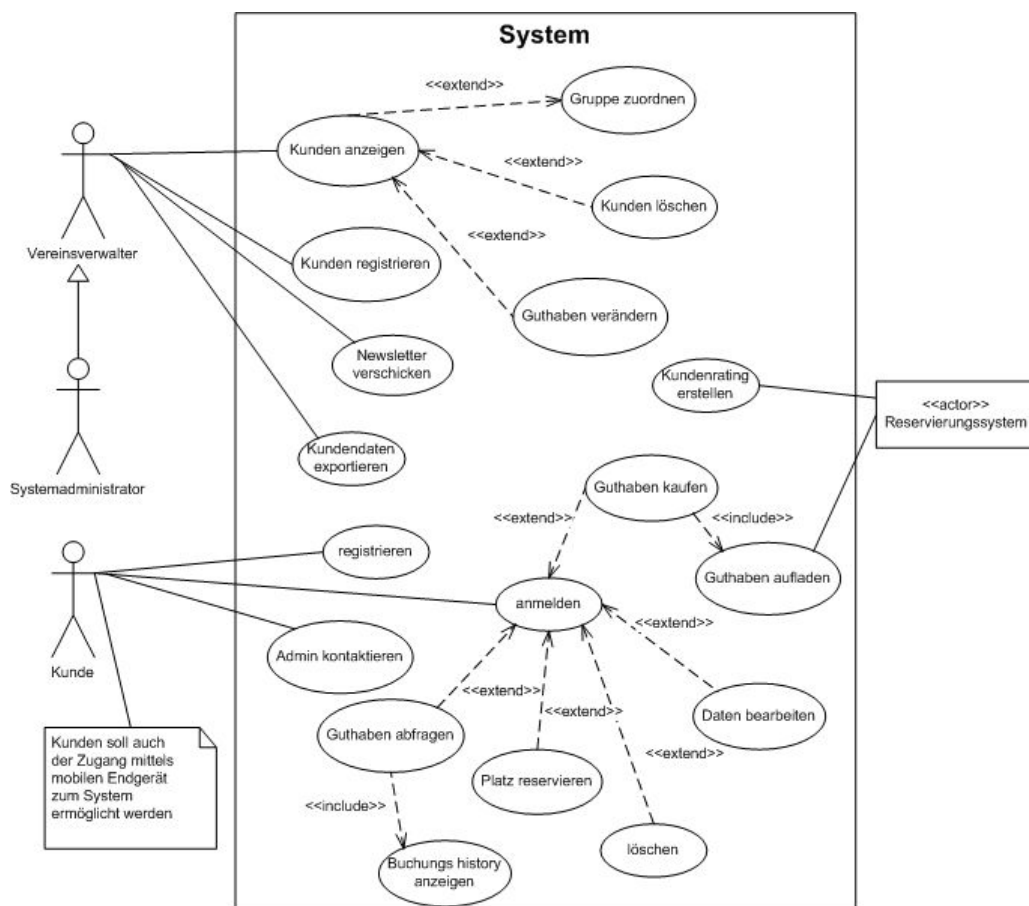 System
<<extend>>
Gruppe zuordnen
Kunden anzeigen
<<extend>>
Kunden löschen
<<extend>>
Vereinsverwalter
Kunden registrieren
Guthaben verändern
Newsletter
verschicken
Kundenrating
erstellen
<<actor>>
Reservierungssystem
Kundendaten
exportieren
Systemadministrator
Guthaben kaufen
<<extend>>
<<include>>
registrieren
Guthaben aufladen
anmelden
<<extend>>
Admin kontaktieren
Kunde
<<extend>>
Daten bearbeiten
<<extend>>
Guthaben abfragen
<<extend>>
Kunden soll auch
der Zugang mittels
mobilen Endgerät
zum System
ermöglicht werden
Platz reservieren
<<include>>
löschen
Buchungs history
anzeigen